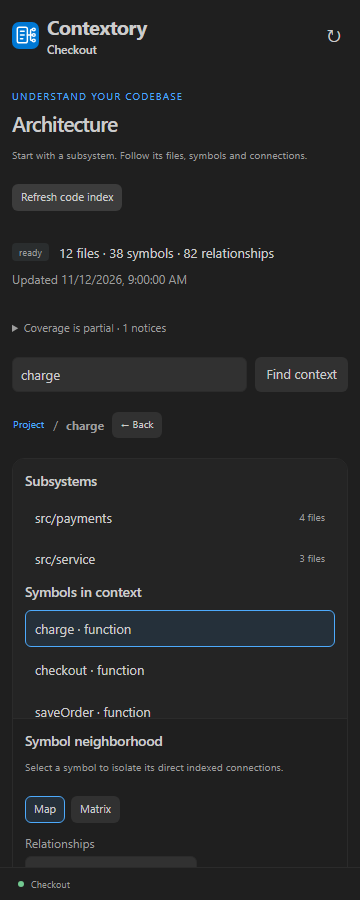 Contextory
Checkout
↻
UNDERSTAND YOUR CODEBASE
Architecture
Start with a subsystem. Follow its files, symbols and connections.
Refresh code index
ready 12 files · 38 symbols · 82 relationships
Updated 11/12/2026, 9:00:00 AM
▶ Coverage is partial · 1 notices
charge Find context
Project / charge ← Back
Subsystems
src/payments 4 files
src/service 3 files
Symbols in context
charge · function
checkout · function
saveOrder · function
Symbol neighborhood
Select a symbol to isolate its direct indexed connections.
Map Matrix
Relationships
Checkout